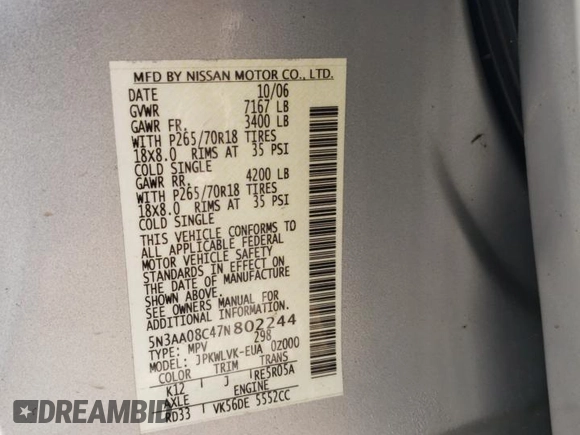 MFD BY NISSAN MOTOR CO., LTD.
DATE 10/06
GVWR 7167 LB
GAWR FR. 3400 LB
WITH P265/70R18 TIRES
18X8.0 RIMS AT 35 PSI
COLD SINGLE
GAWR RR. 4200 LB
WITH P265/70R18 TIRES
18X8.0 RIMS AT 35 PSI
COLD SINGLE
THIS VEHICLE CONFORMS TO
ALL APPLICABLE FEDERAL
MOTOR VEHICLE SAFETY
STANDARDS IN EFFECT ON
THE DATE OF MANUFACTURE
SHOWN ABOVE.
SEE OWNERS MANUAL FOR
ADDITIONAL INFORMATION.
5N3AA08C47N802244
TYPE: MPV Z98
MODEL: JPKWLVK-EUA OZ000
COLOR TRIM TRANS
K12 J RE5R05A
AXLE ENGINE
RD33 VK56DE 5552CC
DREAMBID